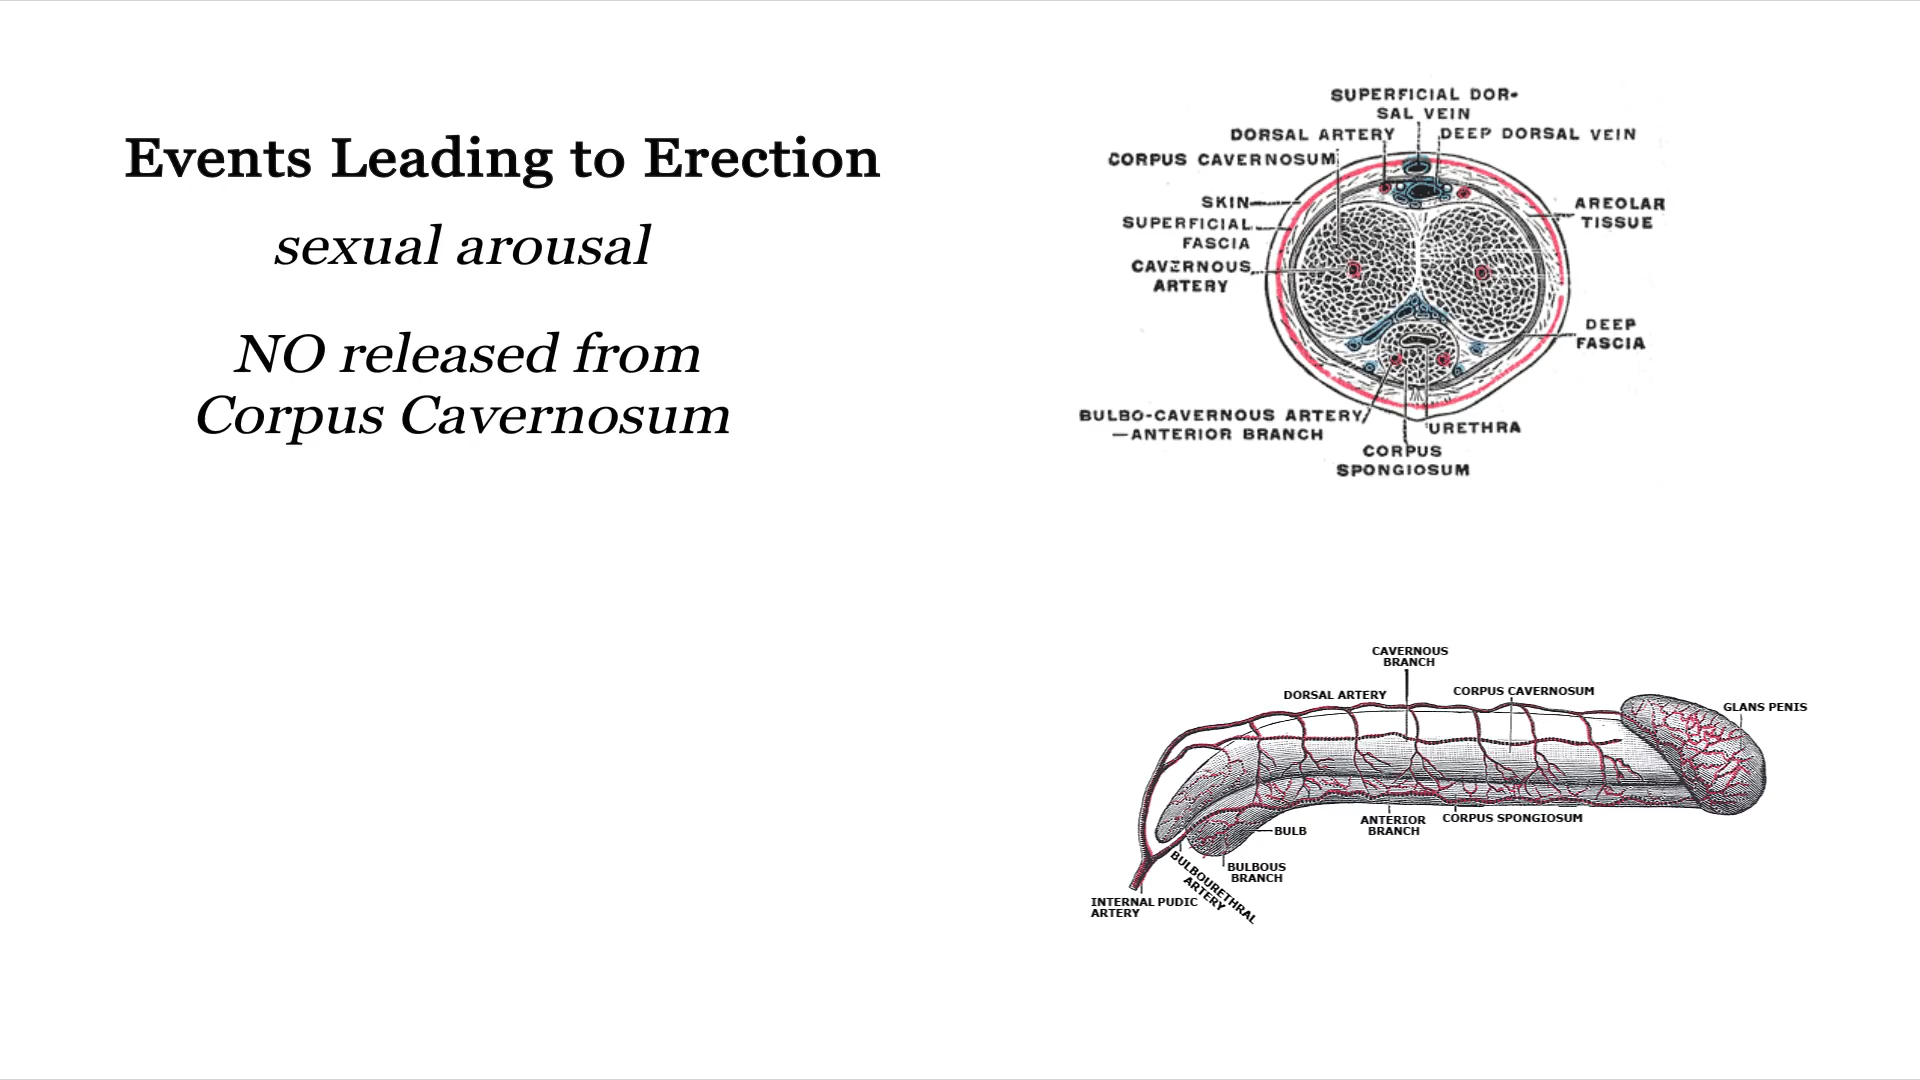 Events Leading to Erection
sexual arousal
NO released from
Corpus Cavernosum
SUPERFICIAL DOR-
SAL VEIN
DORSAL ARTERY
DEEP DORSAL VEIN
CORPUS CAVERNOSUM
SKIN
SUPERFICIAL
FASCIA
CAVERNOUS
ARTERY
AREOLAR
TISSUE
DEEP
FASCIA
BULBO-CAVERNOUS ARTERY
—ANTERIOR BRANCH
URETHRA
CORPUS
SPONGIOSUM
CAVERNOUS
BRANCH
DORSAL ARTERY
CORPUS CAVERNOSUM
GLANS PENIS
ANTERIOR
BRANCH
CORPUS SPONGIOSUM
BULB
BULBOUS
BRANCH
BULBOURETHRAL
ARTERY
INTERNAL PUDIC
ARTERY